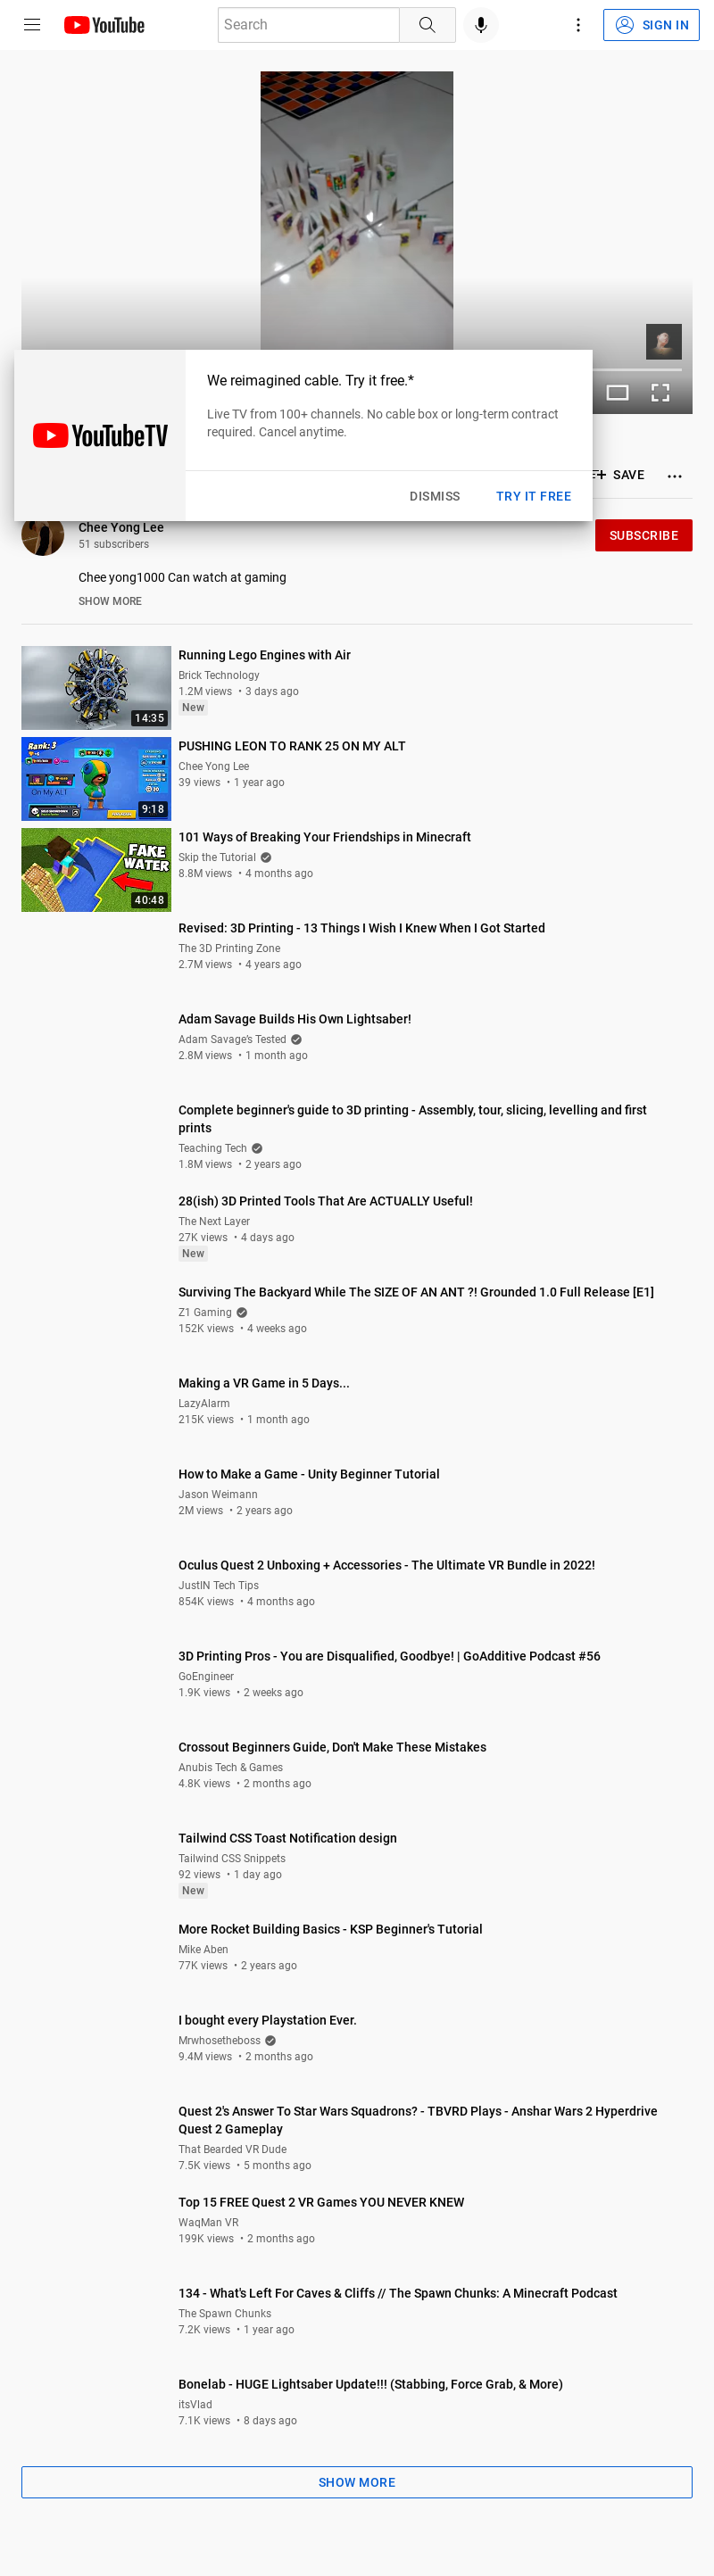 YouTube
Search
SIGN IN
We reimagined cable. Try it free.*
Live TV from 100+ channels. No cable box or long-term contract
required. Cancel anytime.
YouTubeTV
DISMISS
TRY IT FREE
SAVE
Chee Yong Lee
51 subscribers
SUBSCRIBE
Chee yong1000 Can watch at gaming
SHOW MORE
14:35
Running Lego Engines with Air
Brick Technology
1.2M views • 3 days ago
New
Rank: 3
On My ALT
9:18
PUSHING LEON TO RANK 25 ON MY ALT
Chee Yong Lee
39 views • 1 year ago
FAKE
WATER
40:48
101 Ways of Breaking Your Friendships in Minecraft
Skip the Tutorial
8.8M views • 4 months ago
Revised: 3D Printing - 13 Things I Wish I Knew When I Got Started
The 3D Printing Zone
2.7M views • 4 years ago
Adam Savage Builds His Own Lightsaber!
Adam Savage's Tested
2.8M views • 1 month ago
Complete beginner's guide to 3D printing - Assembly, tour, slicing, levelling and first
prints
Teaching Tech
1.8M views • 2 years ago
28(ish) 3D Printed Tools That Are ACTUALLY Useful!
The Next Layer
27K views • 4 days ago
New
Surviving The Backyard While The SIZE OF AN ANT ?! Grounded 1.0 Full Release [E1]
Z1 Gaming
152K views • 4 weeks ago
Making a VR Game in 5 Days...
LazyAlarm
215K views • 1 month ago
How to Make a Game - Unity Beginner Tutorial
Jason Weimann
2M views • 2 years ago
Oculus Quest 2 Unboxing + Accessories - The Ultimate VR Bundle in 2022!
JustIN Tech Tips
854K views • 4 months ago
3D Printing Pros - You are Disqualified, Goodbye! | GoAdditive Podcast #56
GoEngineer
1.9K views • 2 weeks ago
Crossout Beginners Guide, Don't Make These Mistakes
Anubis Tech & Games
4.8K views • 2 months ago
Tailwind CSS Toast Notification design
Tailwind CSS Snippets
92 views • 1 day ago
New
More Rocket Building Basics - KSP Beginner's Tutorial
Mike Aben
77K views • 2 years ago
I bought every Playstation Ever.
Mrwhosetheboss
9.4M views • 2 months ago
Quest 2's Answer To Star Wars Squadrons? - TBVRD Plays - Anshar Wars 2 Hyperdrive
Quest 2 Gameplay
That Bearded VR Dude
7.5K views • 5 months ago
Top 15 FREE Quest 2 VR Games YOU NEVER KNEW
WaqMan VR
199K views • 2 months ago
134 - What's Left For Caves & Cliffs // The Spawn Chunks: A Minecraft Podcast
The Spawn Chunks
7.2K views • 1 year ago
Bonelab - HUGE Lightsaber Update!!! (Stabbing, Force Grab, & More)
itsVlad
7.1K views • 8 days ago
SHOW MORE